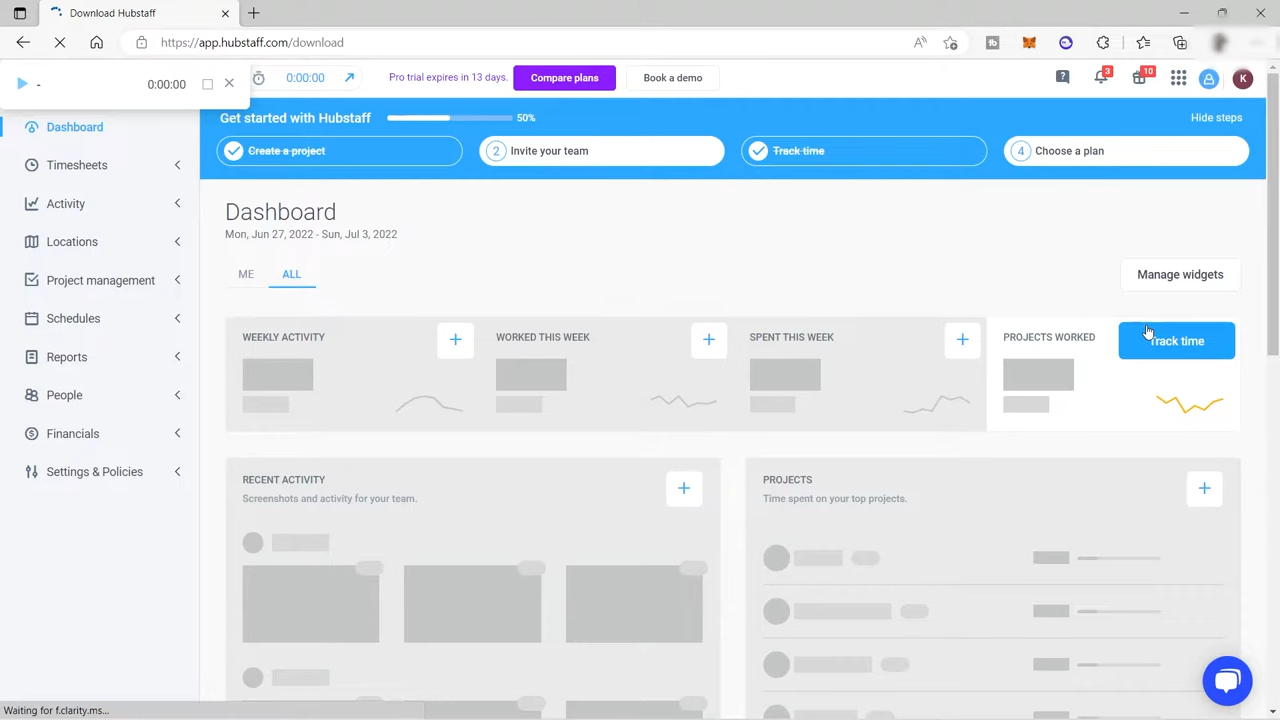 Download Hubstaff
https://app.hubstaff.com/download
- 0:00:00
0:00:00
Pro trial expires in 13 days.
Compare plans
Book a demo
3
10
K
Get started with Hubstaff
50%
Hide steps
Create a project
2 Invite your team
Track time
4 Choose a plan
Dashboard
Timesheets
Activity
Locations
Project management
Schedules
Reports
People
Financials
Settings & Policies
Dashboard
Mon, Jun 27, 2022 - Sun, Jul 3, 2022
ME
ALL
Manage widgets
WEEKLY ACTIVITY
WORKED THIS WEEK
SPENT THIS WEEK
PROJECTS WORKED
Track time
RECENT ACTIVITY
Screenshots and activity for your team.
PROJECTS
Time spent on your top projects.
Waiting for f.clarity.ms...